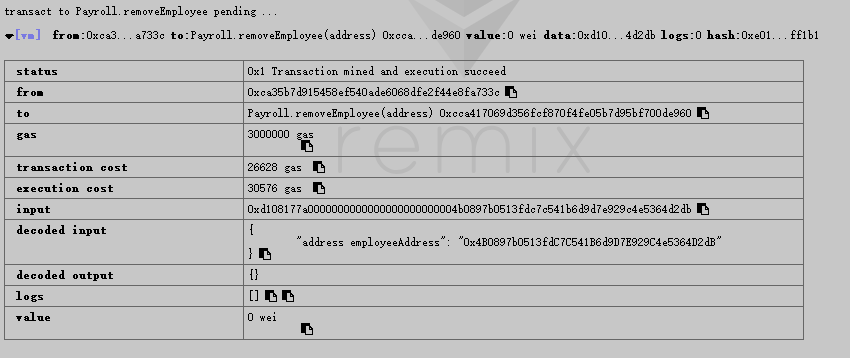 transact to Payroll.removeEmployee pending ...
[vm] from:0xca3...a733c to:Payroll.removeEmployee(address) 0xcca...de960 value:0 wei data:0xd10...4d2db logs:0 hash:0xe01...ff1b1
status 0x1 Transaction mined and execution succeed
from 0xca35b7d915458ef540ade6068dfe2f44e8fa733c
to Payroll.removeEmployee(address) 0xcca417069d356fcf870f4fe05b7d95bf700de960
gas 3000000 gas
transaction cost 26628 gas
execution cost 30576 gas
input 0xd108177a0000000000000000000000004b0897b0513fdc7c541b6d9d7e929c4e5364d2db
decoded input {
"address employeeAddress": "0x4B0897b0513fdC7C541B6d9D7E929C4e5364D2dB"
}
decoded output {}
logs []
value 0 wei
remix